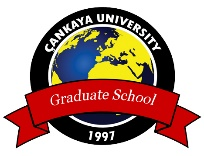 ÇANKAYA UNIVERSITY
Graduate School
1997